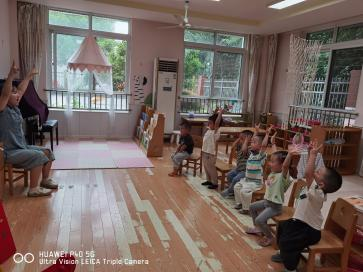 HUAWEI P40 5G
Ultra Vision LEICA Triple Camera